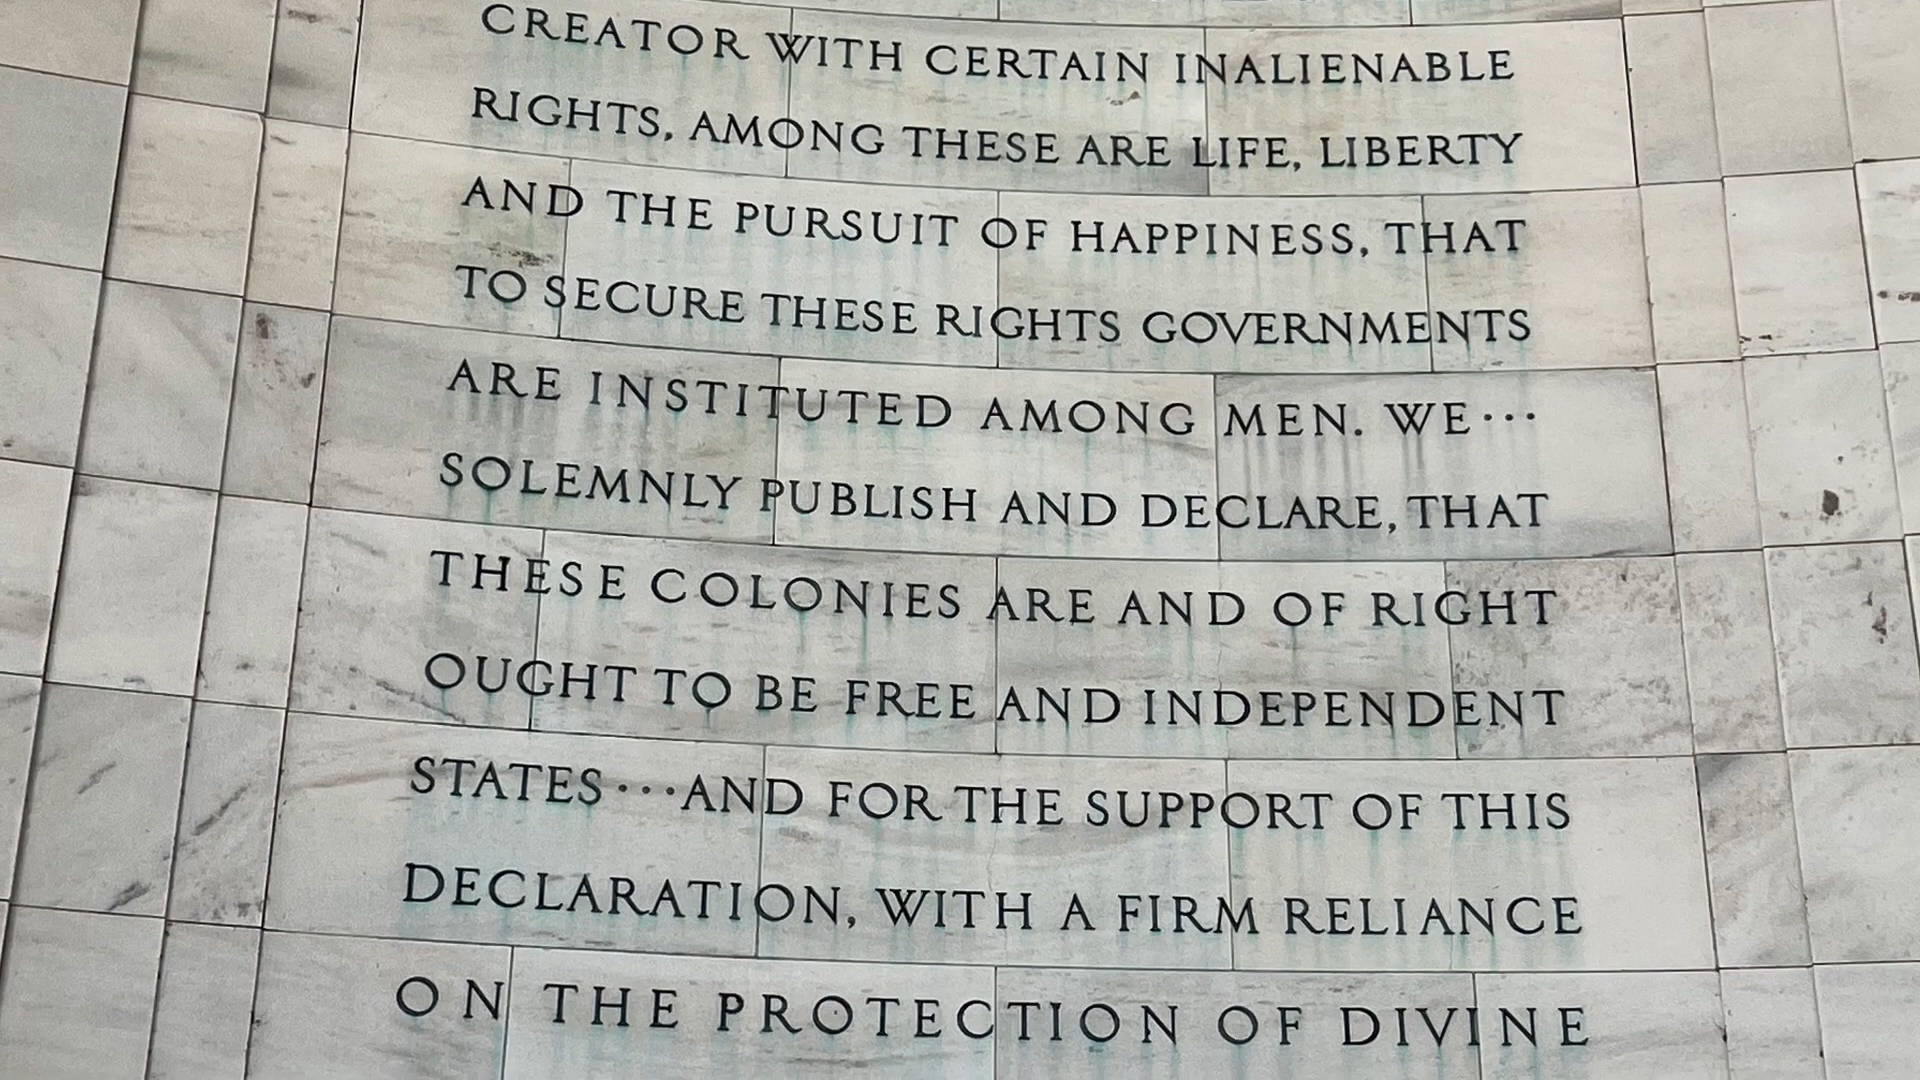 CREATOR WITH CERTAIN INALIENABLE
RIGHTS, AMONG THESE ARE LIFE, LIBERTY
AND THE PURSUIT OF HAPPINESS, THAT
TO SECURE THESE RIGHTS GOVERNMENTS
ARE INSTITUTED AMONG MEN. WE···
SOLEMNLY PUBLISH AND DECLARE, THAT
THESE COLONIES ARE AND OF RIGHT
OUGHT TO BE FREE AND INDEPENDENT
STATES···AND FOR THE SUPPORT OF THIS
DECLARATION, WITH A FIRM RELIANCE
ON THE PROTECTION OF DIVINE